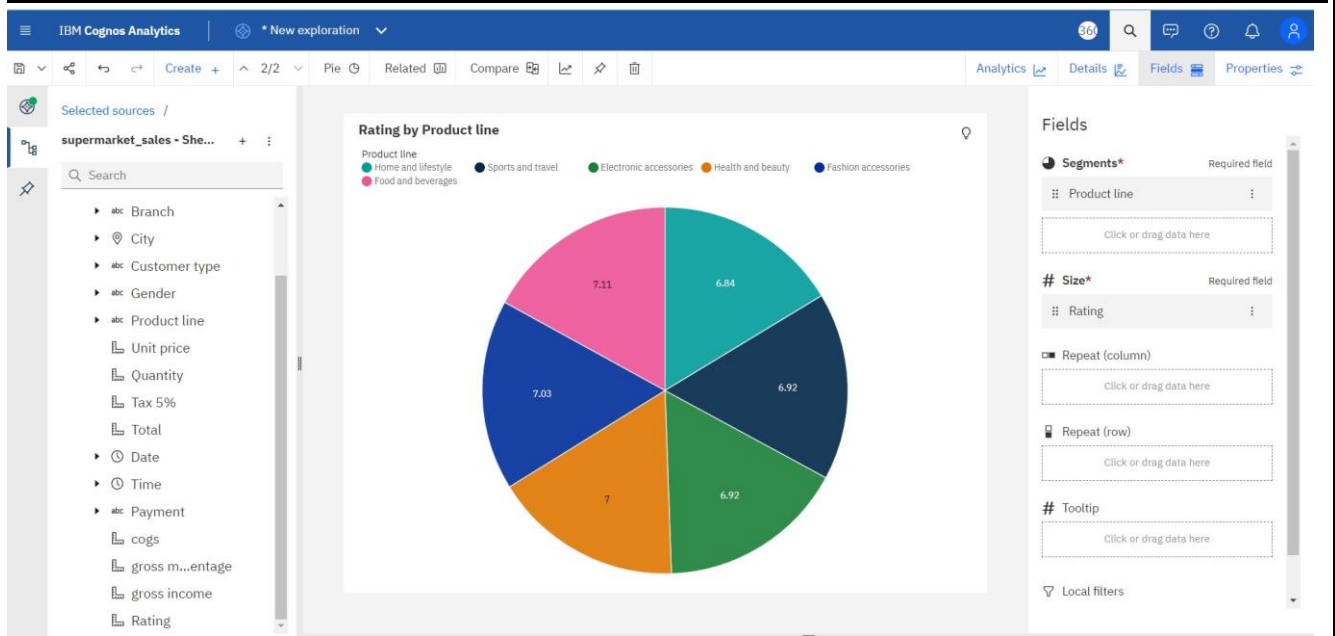 IBM Cognos Analytics * New exploration
Create + 2/2 Pie Related Compare Analytics Details Fields Properties
Selected sources /
supermarket_sales - She... +
Search
abc Branch
City
abc Customer type
abc Gender
abc Product line
Unit price
Quantity
Tax 5%
Total
Date
Time
abc Payment
cogs
gross m...entage
gross income
Rating
Rating by Product line
Product line
Home and lifestyle Sports and travel Electronic accessories Health and beauty Fashion accessories
Food and beverages
7.11
6.84
7.03
6.92
7
6.92
Fields
Segments* Required field
Product line
Click or drag data here
# Size* Required field
Rating
Repeat (column)
Click or drag data here
Repeat (row)
Click or drag data here
# Tooltip
Click or drag data here
Local filters